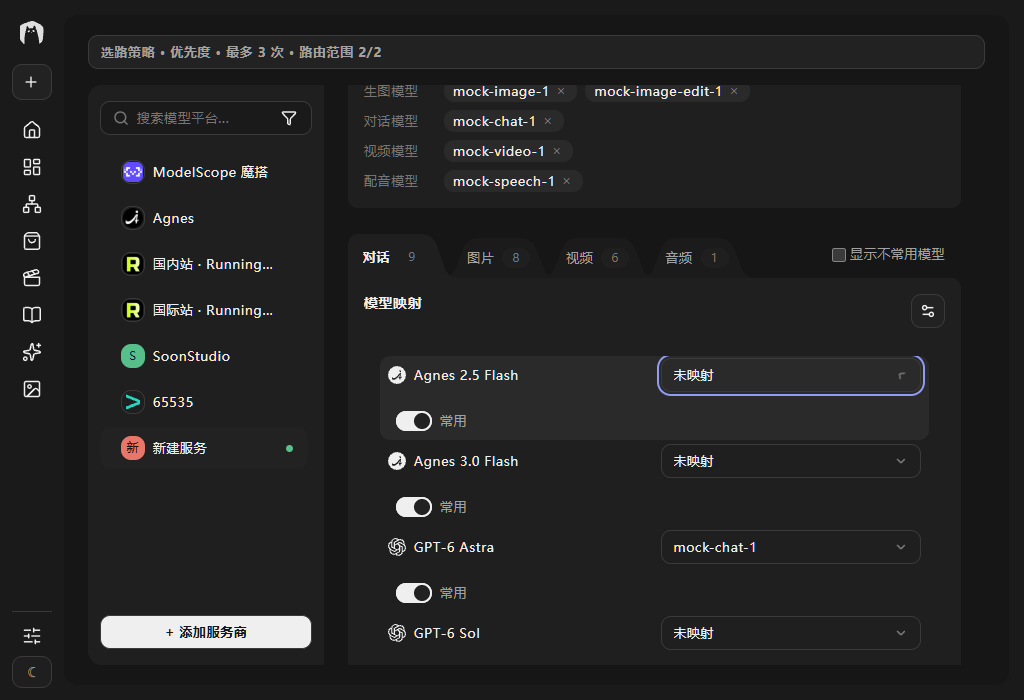 选路策略 • 优先度 • 最多 3 次 • 路由范围 2/2
搜索模型平台...
ModelScope 魔搭
Agnes
国内站 · Running...
国际站 · Running...
S SoonStudio
65535
新 新建服务
+ 添加服务商
生图模型 mock-image-1 × mock-image-edit-1 ×
对话模型 mock-chat-1 ×
视频模型 mock-video-1 ×
配音模型 mock-speech-1 ×
对话 9 图片 8 视频 6 音频 1 显示不常用模型
模型映射
Agnes 2.5 Flash 未映射
常用
Agnes 3.0 Flash 未映射
常用
GPT-6 Astra mock-chat-1
常用
GPT-6 Sol 未映射